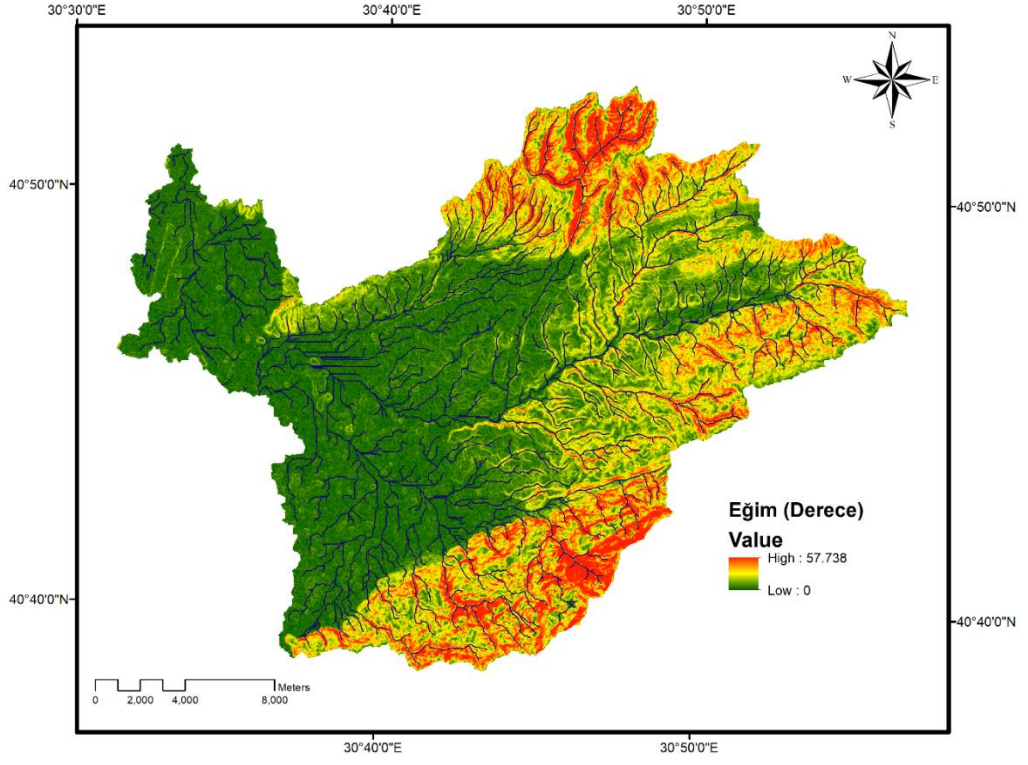 30°30'0"E
30°40'0"E
30°50'0"E
N
W E
S
40°50'0"N
40°50'0"N
Eğim (Derece)
Value
High : 57.738
Low : 0
40°40'0"N
40°40'0"N
Meters
0 2,000 4,000 8,000
30°40'0"E
30°50'0"E